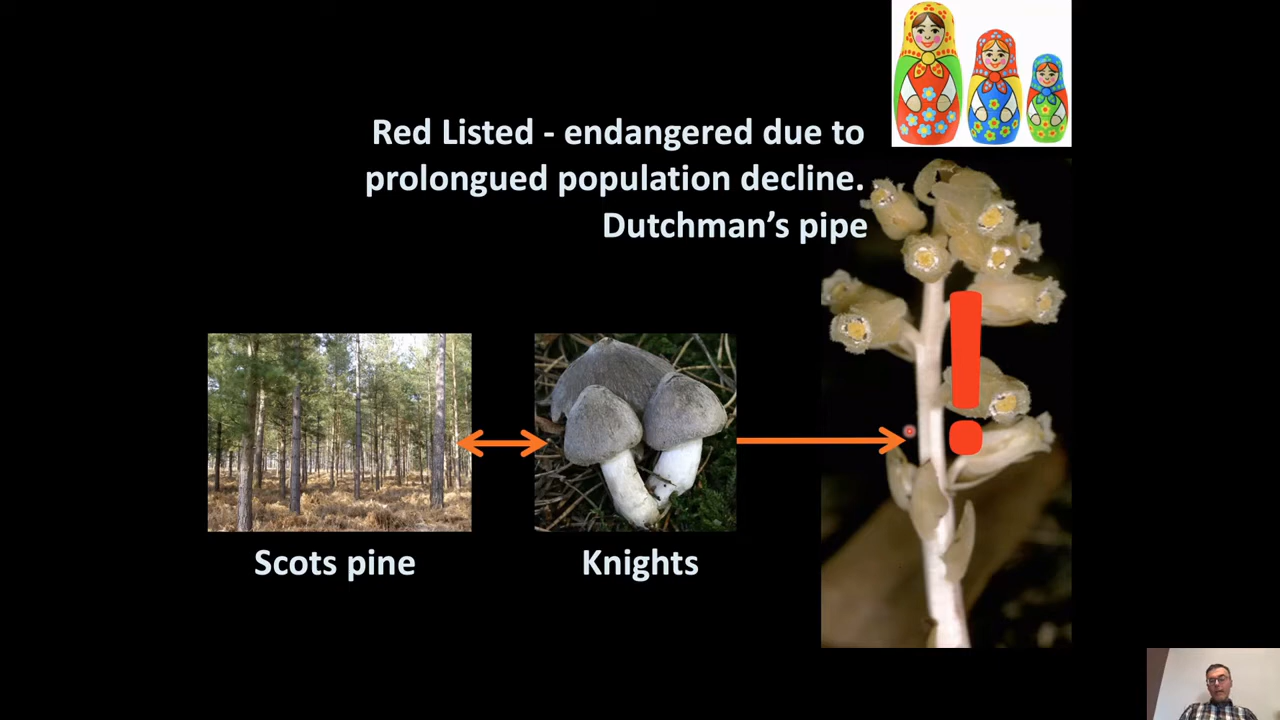 Red Listed - endangered due to
prolongued population decline.
Dutchman’s pipe
Scots pine
Knights